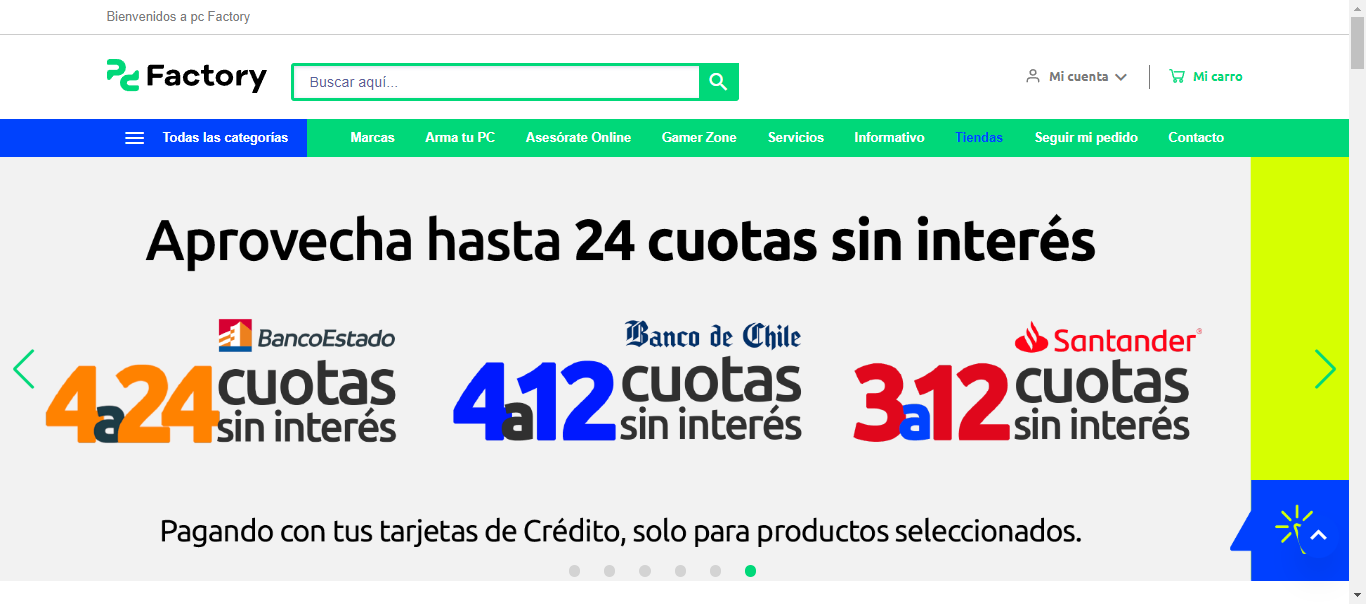 Bienvenidos a pc Factory
Factory
Buscar aquí...
Mi cuenta
Mi carro
Todas las categorías
Marcas
Arma tu PC
Asesórate Online
Gamer Zone
Servicios
Informativo
Tiendas
Seguir mi pedido
Contacto
Aprovecha hasta 24 cuotas sin interés
BancoEstado
4a24 cuotas
sin interés
Banco de Chile
4a12 cuotas
sin interés
Santander®
3a12 cuotas
sin interés
Pagando con tus tarjetas de Crédito, solo para productos seleccionados.